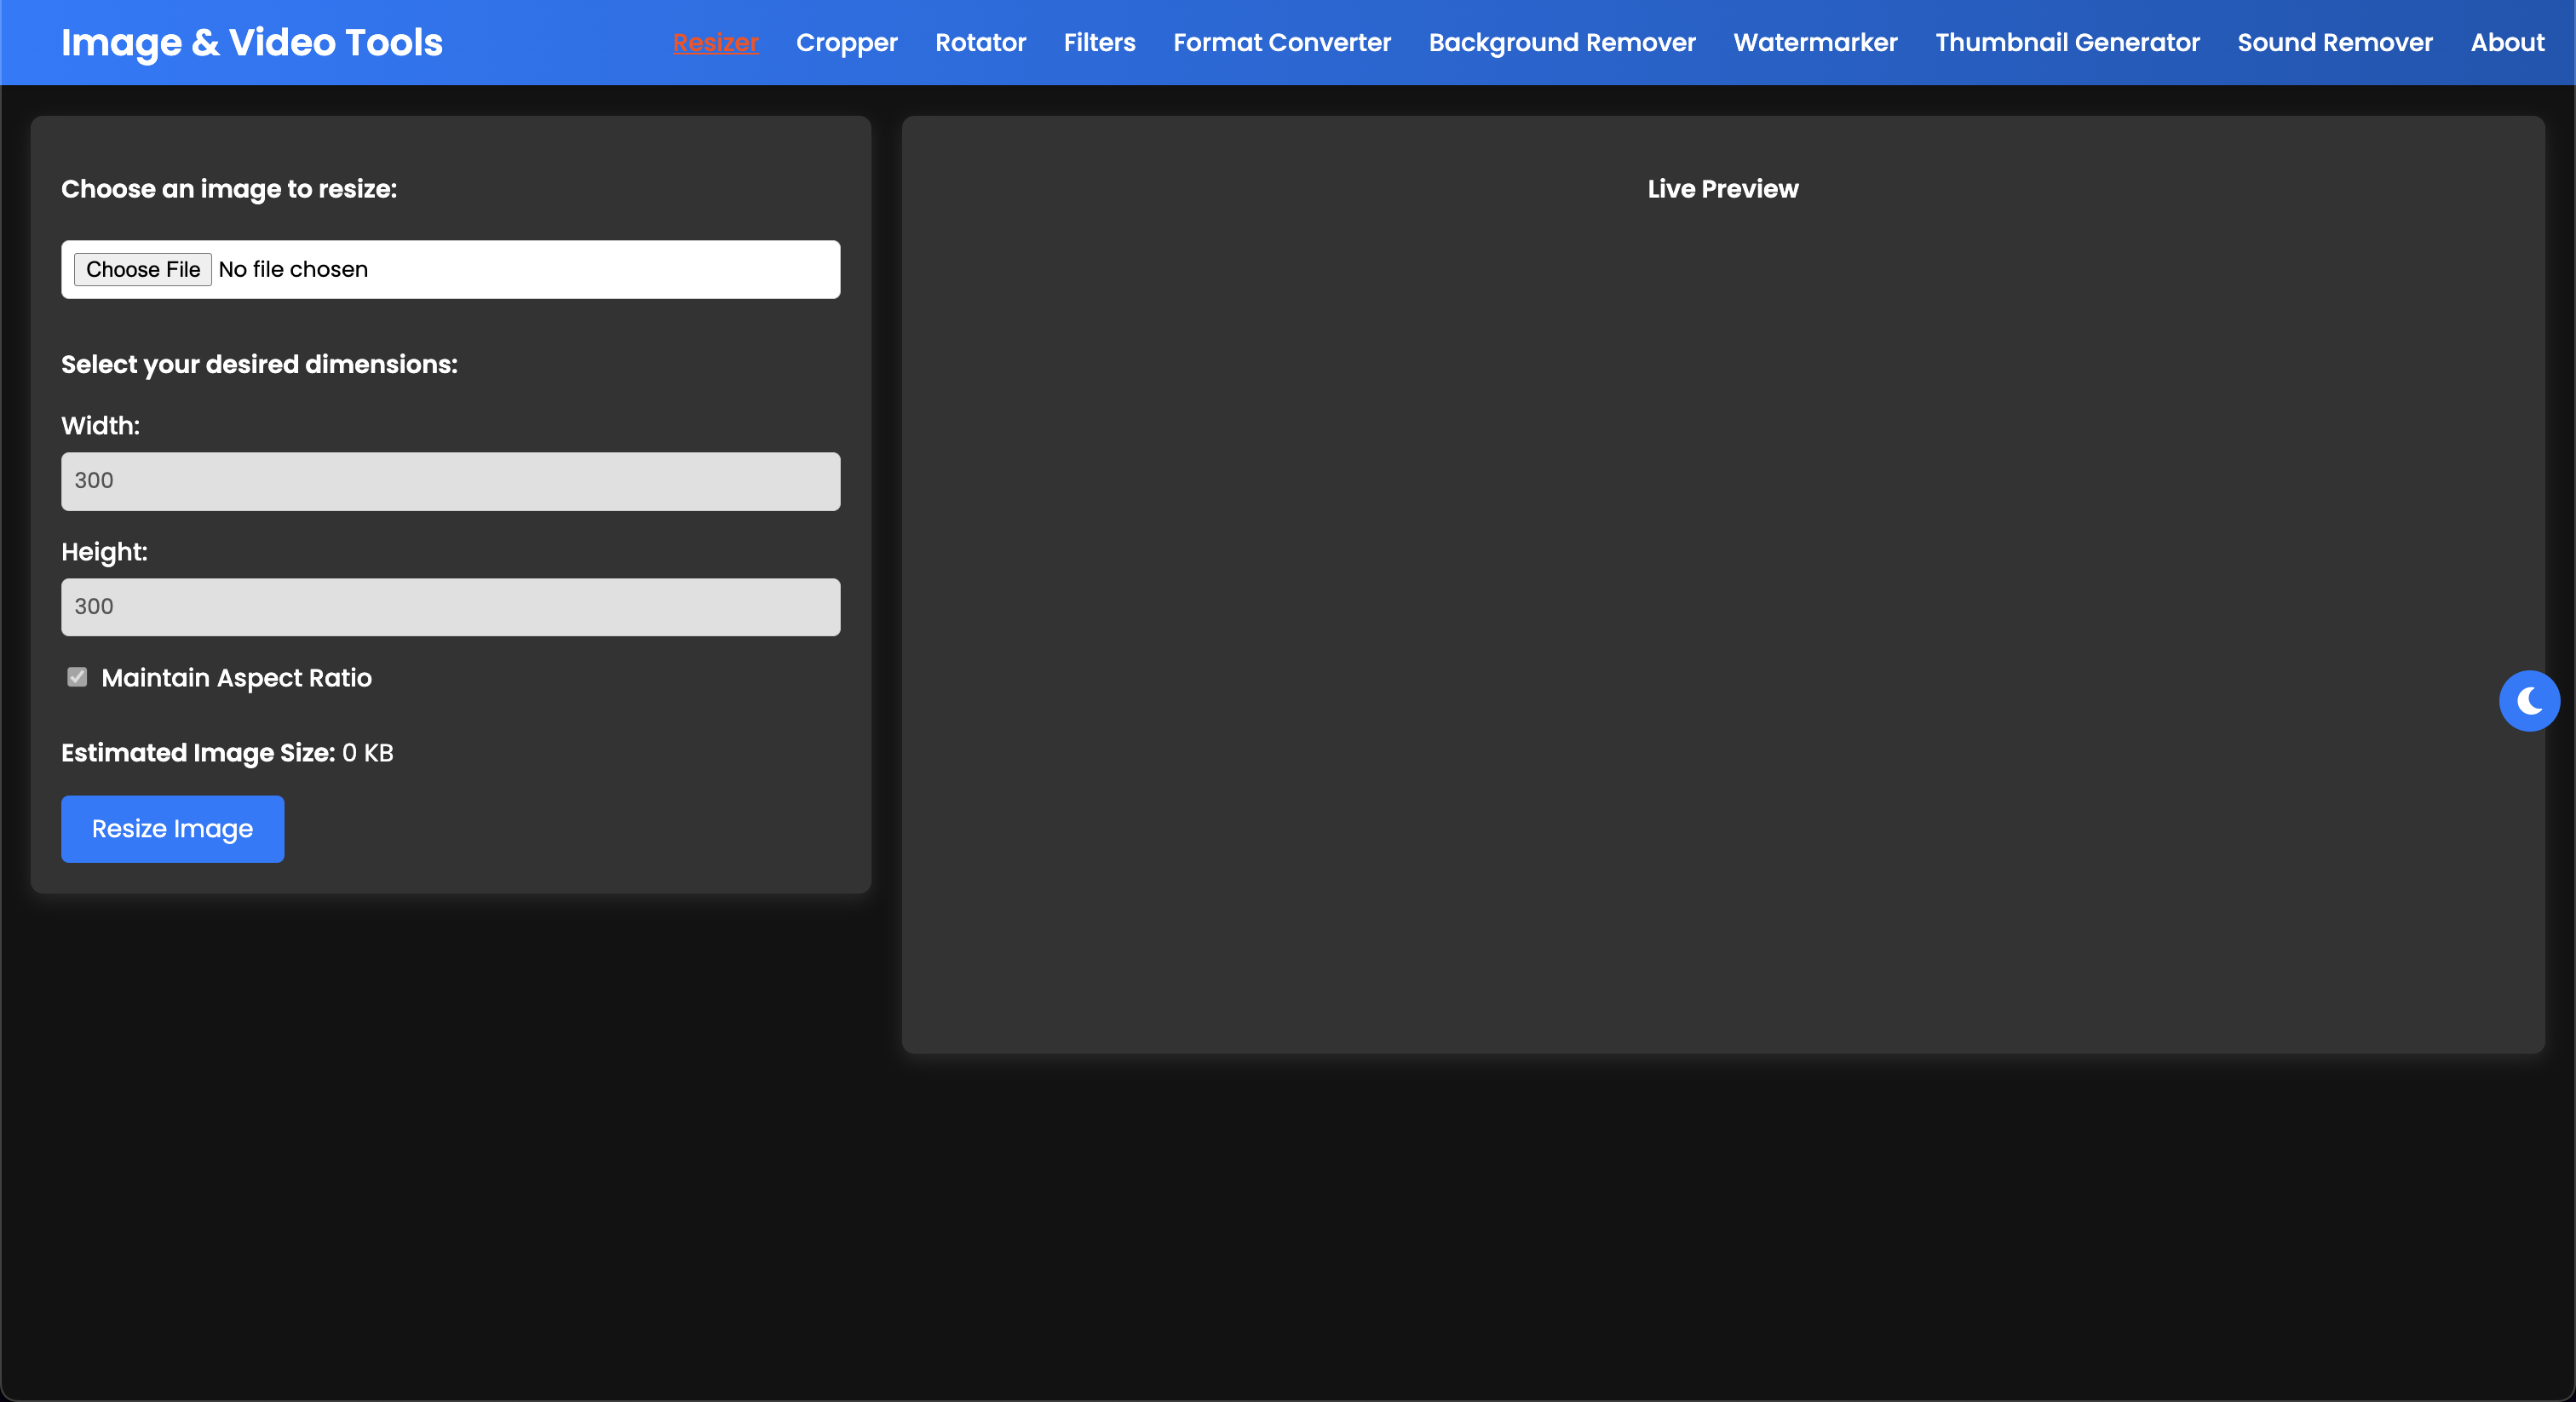 Image & Video Tools
Resizer Cropper Rotator Filters Format Converter Background Remover Watermarker Thumbnail Generator Sound Remover About
Choose an image to resize:
Choose File No file chosen
Select your desired dimensions:
Width:
300
Height:
300
Maintain Aspect Ratio
Estimated Image Size: 0 KB
Resize Image
Live Preview